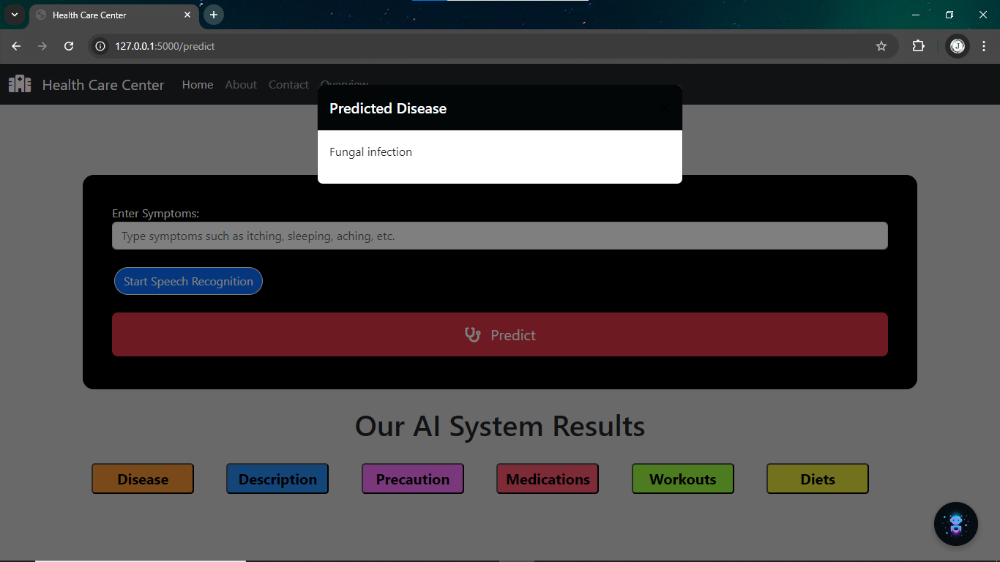 Health Care Center
127.0.0.1:5000/predict
J
Health Care Center Home About Contact Overview
Predicted Disease
Fungal infection
Enter Symptoms:
Type symptoms such as itching, sleeping, aching, etc.
Start Speech Recognition
Predict
Our AI System Results
Disease Description Precaution Medications Workouts Diets